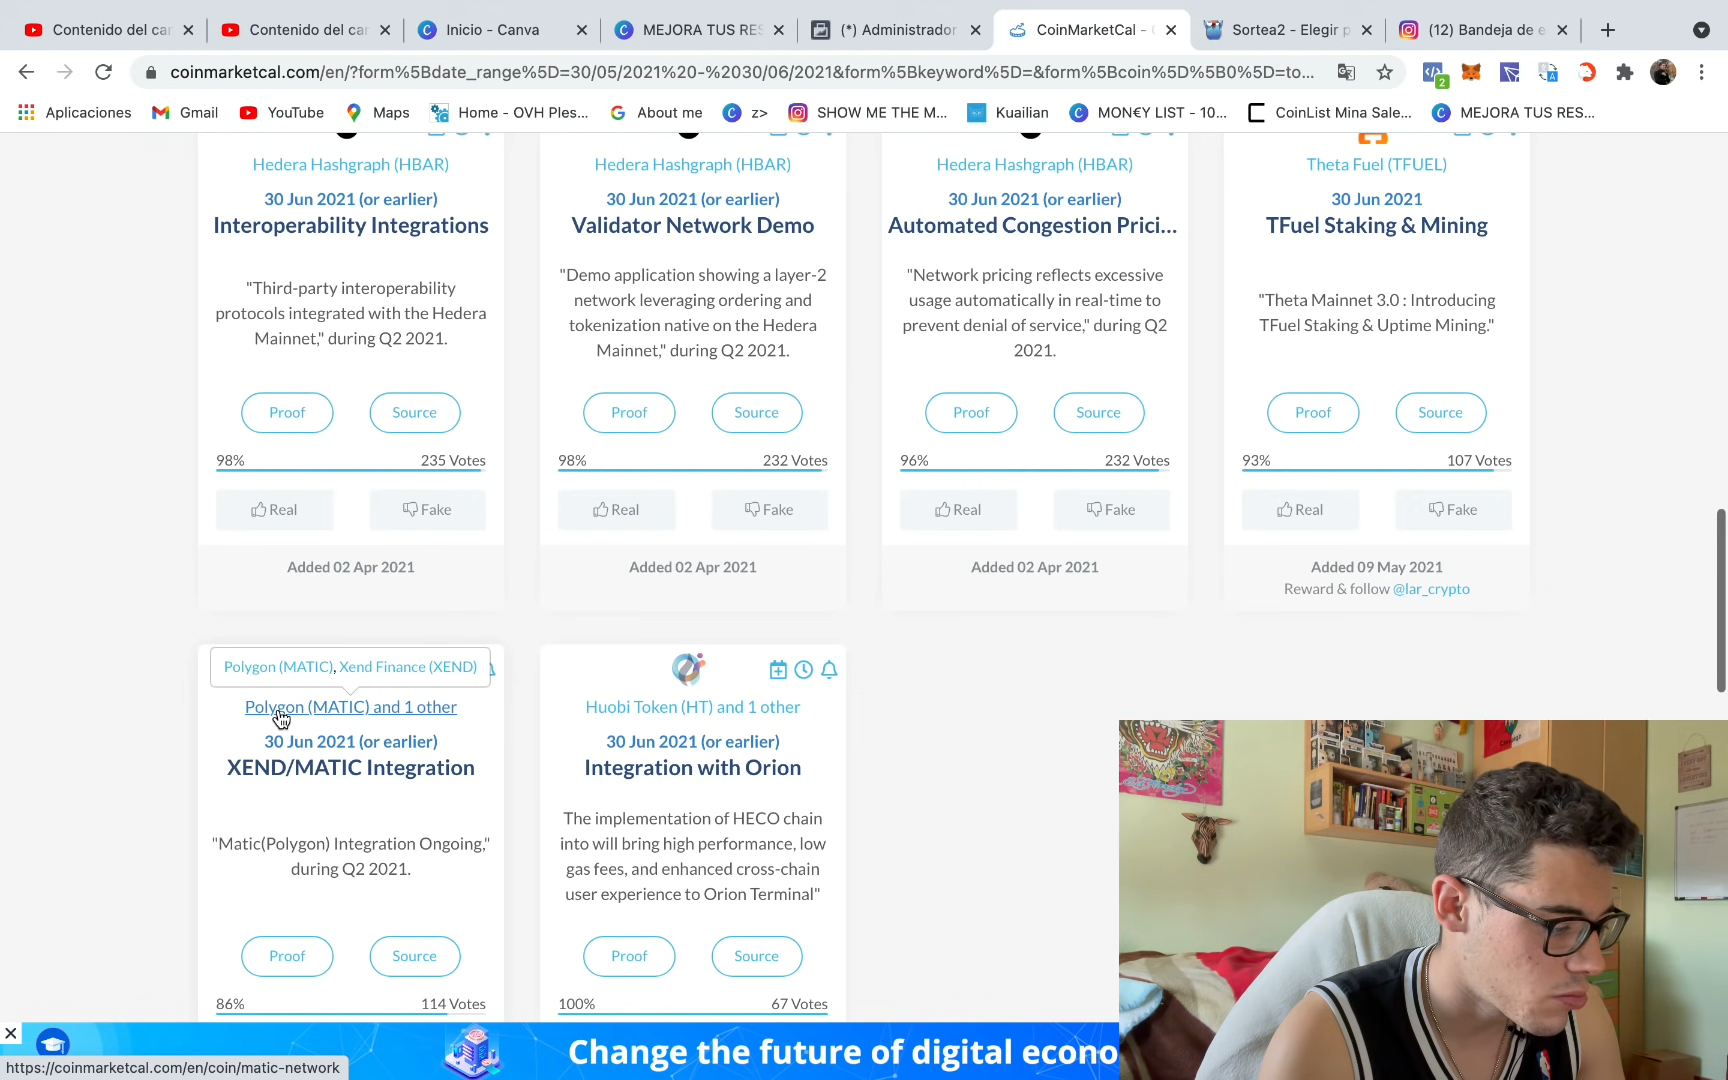 Contenido del ca
Contenido del ca
Inicio - Canva
MEJORA TUS RES
(*) Administrador
CoinMarketCal -
Sortea2 - Elegir p
(12) Bandeja de e
coinmarketcal.com/en/?form%5Bdate_range%5D=30/05/2021%20-%2030/06/2021&form%5Bkeyword%5D=&form%5Bcoin%5D%5B0%5D=to...
2
Aplicaciones
Gmail
YouTube
Maps
Home - OVH Ples...
About me
z>
SHOW ME THE M...
Kuailian
MON€Y LIST - 10...
CoinList Mina Sale...
MEJORA TUS RES...
Hedera Hashgraph (HBAR)
30 Jun 2021 (or earlier)
Interoperability Integrations
"Third-party interoperability
protocols integrated with the Hedera
Mainnet," during Q2 2021.
Proof
Source
98%
235 Votes
Real
Fake
Added 02 Apr 2021
Hedera Hashgraph (HBAR)
30 Jun 2021 (or earlier)
Validator Network Demo
"Demo application showing a layer-2
network leveraging ordering and
tokenization native on the Hedera
Mainnet," during Q2 2021.
Proof
Source
98%
232 Votes
Real
Fake
Added 02 Apr 2021
Hedera Hashgraph (HBAR)
30 Jun 2021 (or earlier)
Automated Congestion Prici...
"Network pricing reflects excessive
usage automatically in real-time to
prevent denial of service," during Q2
2021.
Proof
Source
96%
232 Votes
Real
Fake
Added 02 Apr 2021
Theta Fuel (TFUEL)
30 Jun 2021
TFuel Staking & Mining
"Theta Mainnet 3.0 : Introducing
TFuel Staking & Uptime Mining."
Proof
Source
93%
107 Votes
Real
Fake
Added 09 May 2021
Reward & follow @lar_crypto
Polygon (MATIC), Xend Finance (XEND)
Polygon (MATIC) and 1 other
30 Jun 2021 (or earlier)
XEND/MATIC Integration
"Matic(Polygon) Integration Ongoing,"
during Q2 2021.
Proof
Source
86%
114 Votes
Huobi Token (HT) and 1 other
30 Jun 2021 (or earlier)
Integration with Orion
The implementation of HECO chain
into will bring high performance, low
gas fees, and enhanced cross-chain
user experience to Orion Terminal"
Proof
Source
100%
67 Votes
Change the future of digital econo
https://coinmarketcal.com/en/coin/matic-network